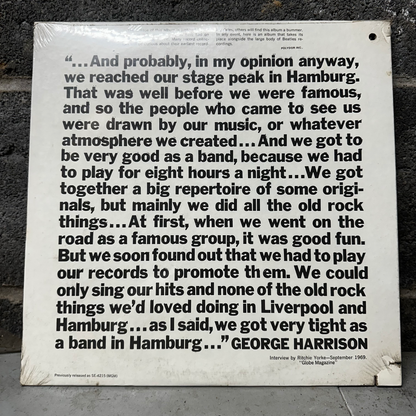 "...And probably, in my opinion anyway,
we reached our stage peak in Hamburg.
That was well before we were famous,
and so the people who came to see us
were drawn by our music, or whatever
atmosphere we created...And we got to
be very good as a band, because we had
to play for eight hours a night...We got
together a big repertoire of some origi-
nals, but mainly we did all the old rock
things...At first, when we went on the
road as a famous group, it was good fun.
But we soon found out that we had to play
our records to promote them. We could
only sing our hits and none of the old rock
things we'd loved doing in Liverpool and
Hamburg...as I said, we got very tight as
a band in Hamburg..." GEORGE HARRISON
Interview by Ritchie Yorke—September 1969.
"Globe Magazine"
Previously released as